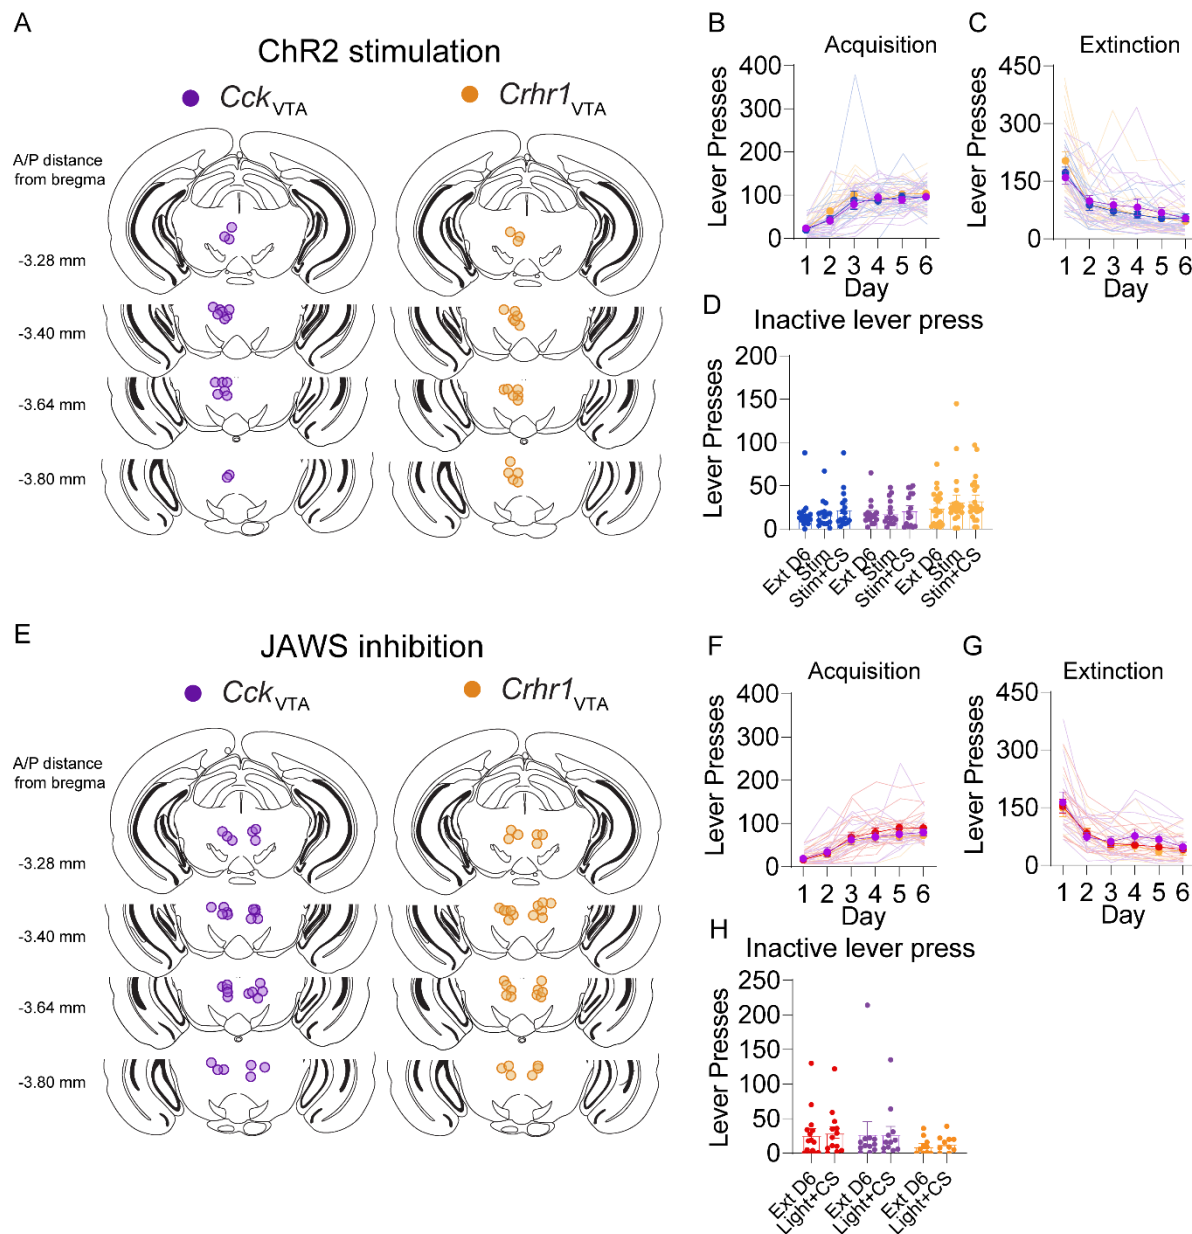 A
ChR2 stimulation
Cck VTA
Crhr1 VTA
A/P distance
from bregma
-3.28 mm
-3.40 mm
-3.64 mm
-3.80 mm
B
Acquisition
Lever Presses
400
300
200
100
0
1 2 3 4 5 6
Day
C
Extinction
Lever Presses
450
300
150
0
1 2 3 4 5 6
Day
D
Inactive lever press
Lever Presses
200
150
100
50
0
Ext D6
Stim
Stim+CS
Ext D6
Stim
Stim+CS
Ext D6
Stim
Stim+CS
E
JAWS inhibition
Cck VTA
Crhr1 VTA
A/P distance
from bregma
-3.28 mm
-3.40 mm
-3.64 mm
-3.80 mm
F
Acquisition
Lever Presses
400
300
200
100
0
1 2 3 4 5 6
Day
G
Extinction
Lever Presses
450
300
150
0
1 2 3 4 5 6
Day
H
Inactive lever press
Lever Presses
250
200
150
100
50
0
Ext D6
Light+CS
Ext D6
Light+CS
Ext D6
Light+CS